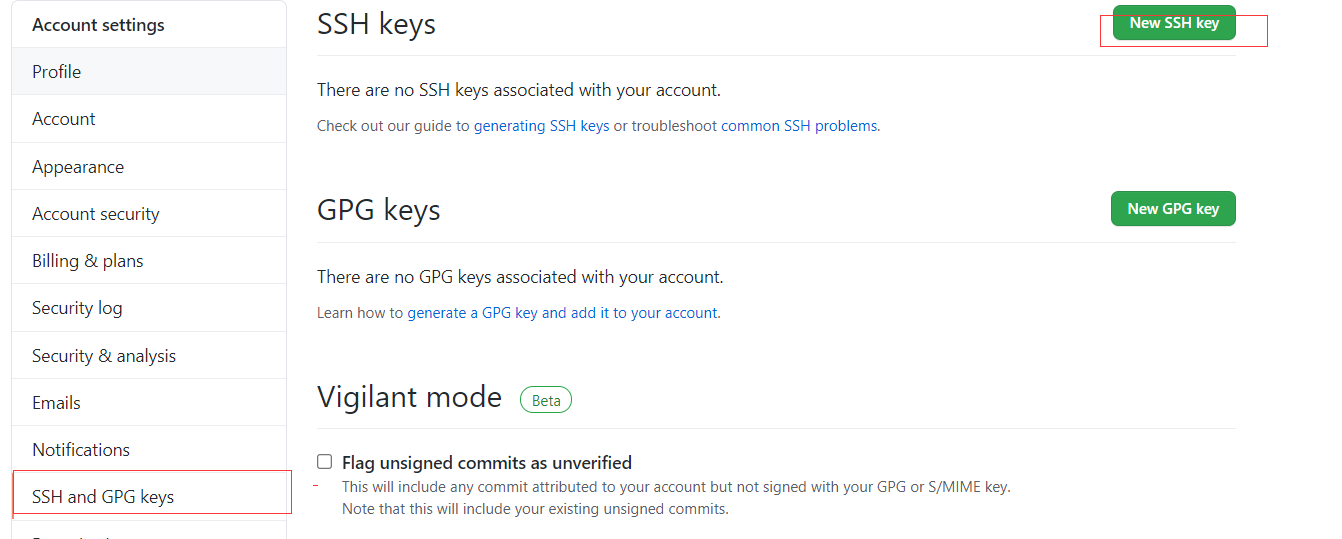 Account settings
Profile
Account
Appearance
Account security
Billing & plans
Security log
Security & analysis
Emails
Notifications
SSH and GPG keys
SSH keys
New SSH key
There are no SSH keys associated with your account.
Check out our guide to generating SSH keys or troubleshoot common SSH problems.
GPG keys
New GPG key
There are no GPG keys associated with your account.
Learn how to generate a GPG key and add it to your account.
Vigilant mode Beta
Flag unsigned commits as unverified
This will include any commit attributed to your account but not signed with your GPG or S/MIME key.
Note that this will include your existing unsigned commits.